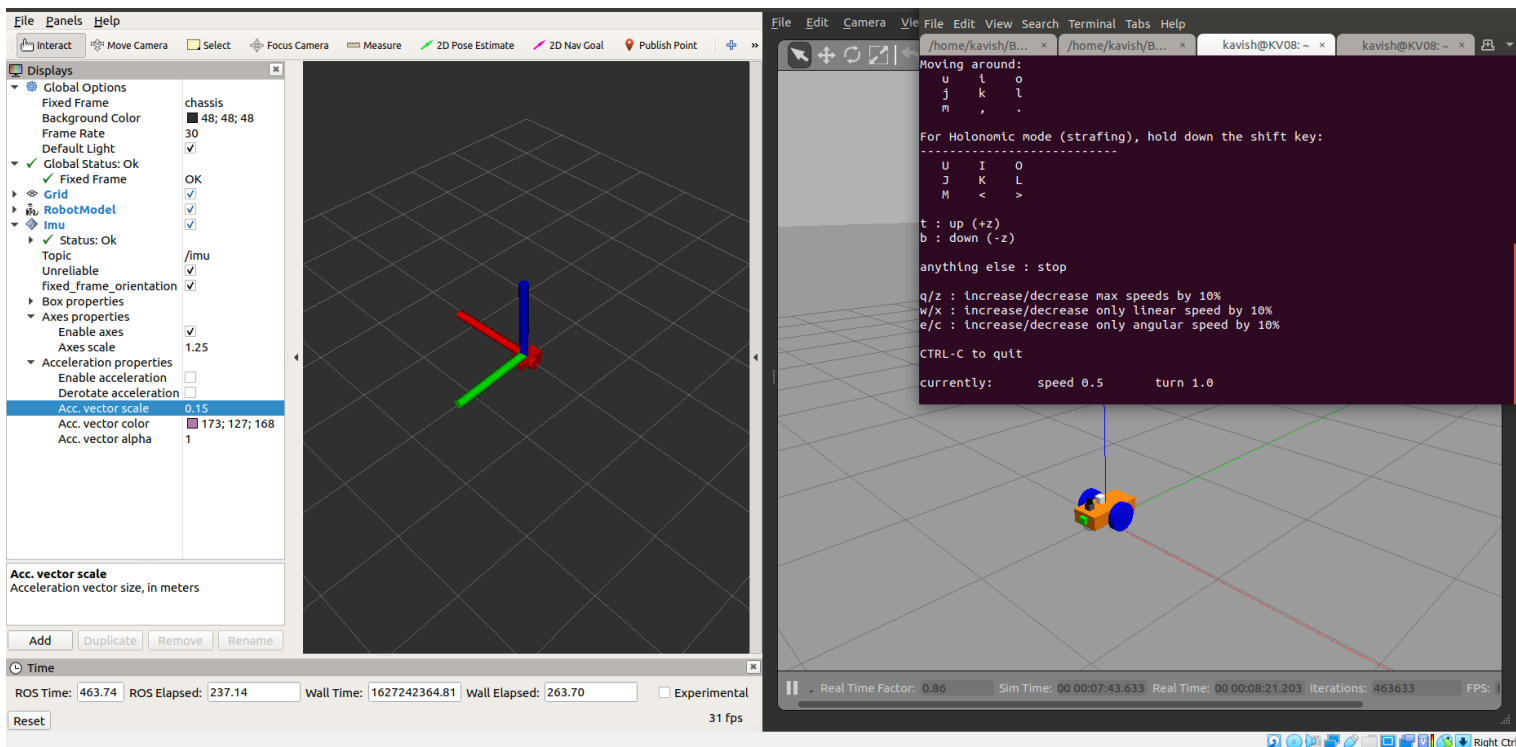 File Panels Help
Interact Move Camera Select Focus Camera Measure 2D Pose Estimate 2D Nav Goal Publish Point »
Displays
Global Options
Fixed Frame chassis
Background Color 48; 48; 48
Frame Rate 30
Default Light
Global Status: Ok
Fixed Frame OK
Grid
RobotModel
Imu
Status: Ok
Topic /imu
Unreliable
fixed_frame_orientation
Box properties
Axes properties
Enable axes
Axes scale 1.25
Acceleration properties
Enable acceleration
Derotate acceleration
Acc. vector scale 0.15
Acc. vector color 173; 127; 168
Acc. vector alpha 1
Acc. vector scale
Acceleration vector size, in meters
Add Duplicate Remove Rename
Time
ROS Time: 463.74 ROS Elapsed: 237.14 Wall Time: 1627242364.81 Wall Elapsed: 263.70 Experimental
Reset 31 fps
File Edit Camera Vie
File Edit View Search Terminal Tabs Help
/home/kavish/B... × /home/kavish/B... × kavish@KV08: ~ × kavish@KV08: ~ ×
Moving around:
u i o
j k l
m , .
For Holonomic mode (strafing), hold down the shift key:
---------------------------
U I O
J K L
M < >
t : up (+z)
b : down (-z)
anything else : stop
q/z : increase/decrease max speeds by 10%
w/x : increase/decrease only linear speed by 10%
e/c : increase/decrease only angular speed by 10%
CTRL-C to quit
currently: speed 0.5 turn 1.0
Real Time Factor: 0.86 Sim Time: 00 00:07:43.633 Real Time: 00 00:08:21.203 Iterations: 463633 FPS:
Right Ctrl